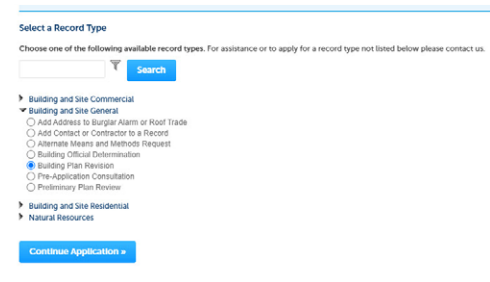 Select a Record Type
Choose one of the following available record types. For assistance or to apply for a record type not listed below please contact us.
Search
Building and Site Commercial
Building and Site General
Add Address to Burglar Alarm or Roof Trade
Add Contact or Contractor to a Record
Alternate Means and Methods Request
Building Official Determination
Building Plan Revision
Pre-Application Consultation
Preliminary Plan Review
Building and Site Residential
Natural Resources
Continue Application »